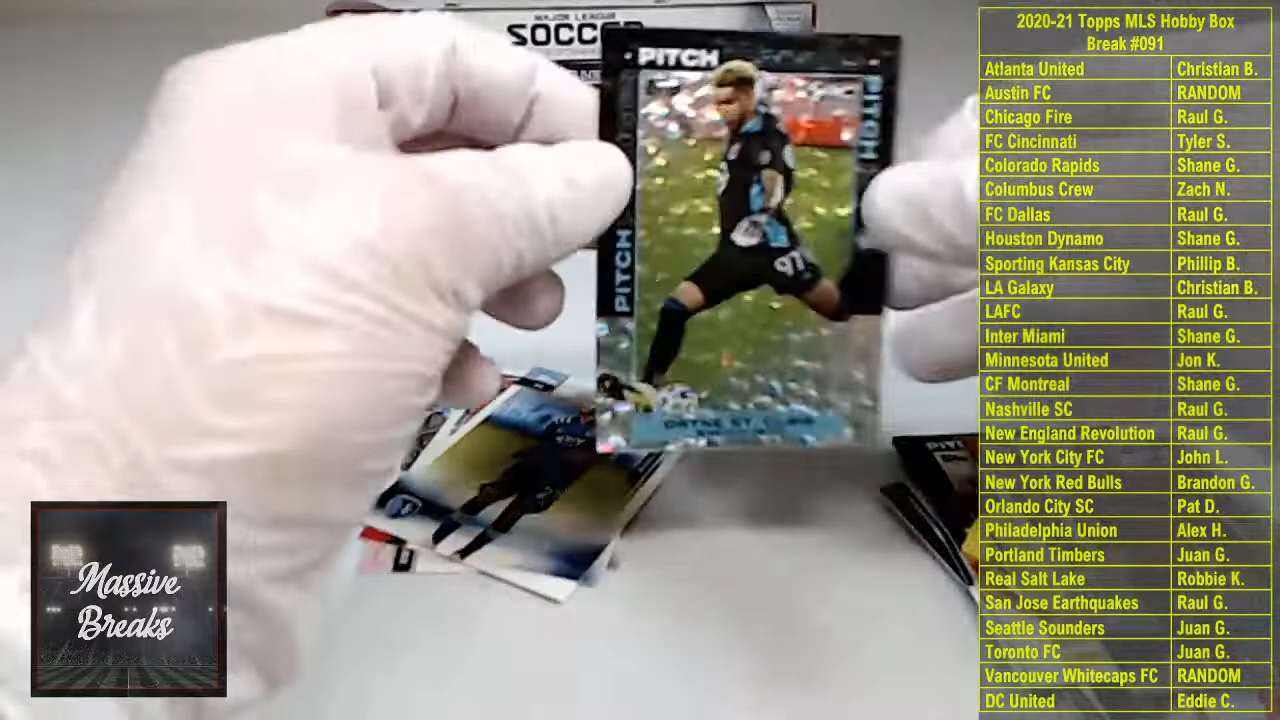 MAJOR LEAGUE
SOCCER
PITCH
PITCH
PITCH
97
Massive
Breaks
2020-21 Topps MLS Hobby Box
Break #091
Atlanta United Christian B.
Austin FC RANDOM
Chicago Fire Raul G.
FC Cincinnati Tyler S.
Colorado Rapids Shane G.
Columbus Crew Zach N.
FC Dallas Raul G.
Houston Dynamo Shane G.
Sporting Kansas City Phillip B.
LA Galaxy Christian B.
LAFC Raul G.
Inter Miami Shane G.
Minnesota United Jon K.
CF Montreal Shane G.
Nashville SC Raul G.
New England Revolution Raul G.
New York City FC John L.
New York Red Bulls Brandon G.
Orlando City SC Pat D.
Philadelphia Union Alex H.
Portland Timbers Juan G.
Real Salt Lake Robbie K.
San Jose Earthquakes Raul G.
Seattle Sounders Juan G.
Toronto FC Juan G.
Vancouver Whitecaps FC RANDOM
DC United Eddie C.